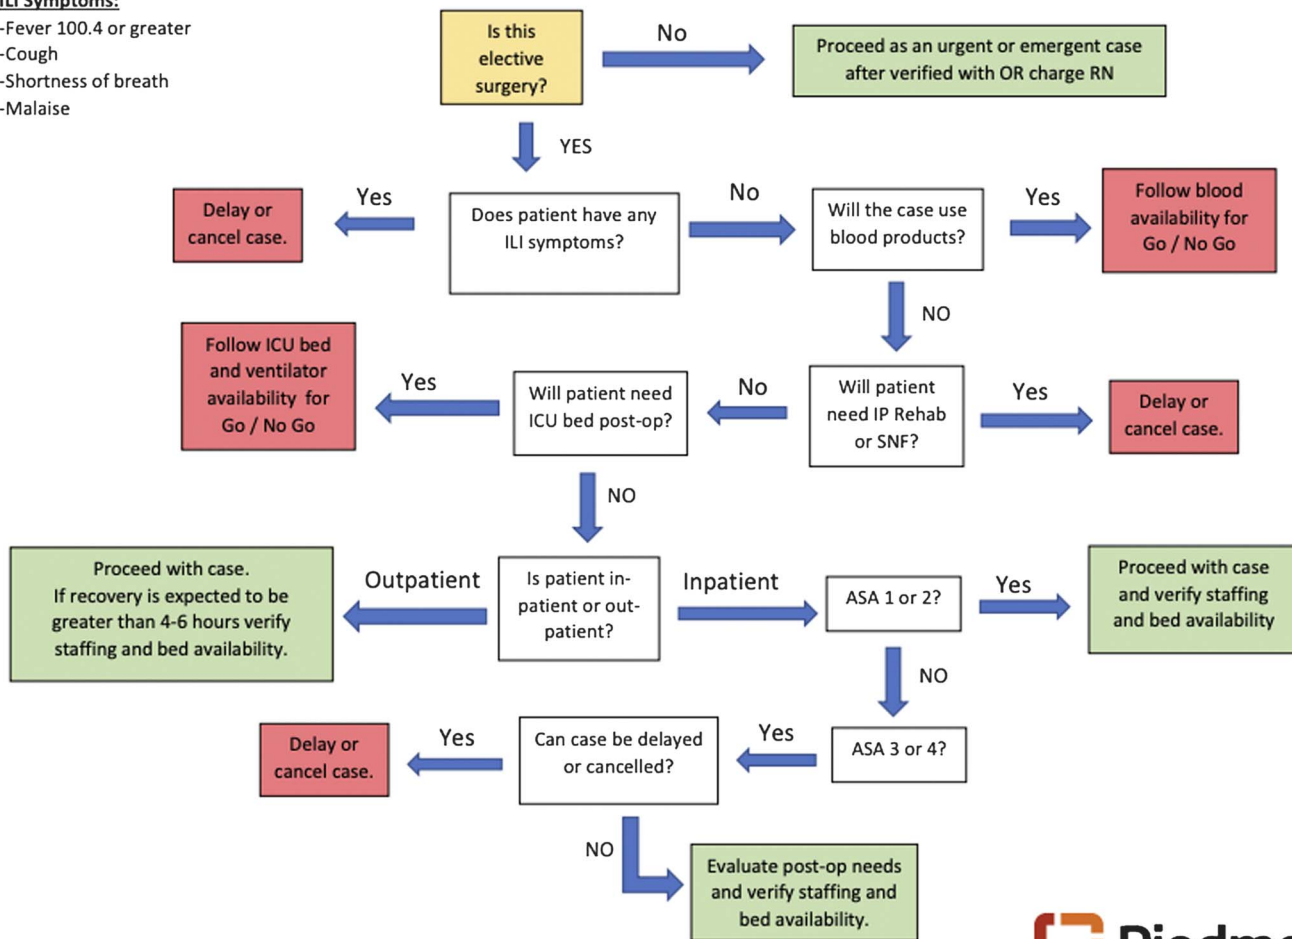 ILI Symptoms:
-Fever 100.4 or greater
-Cough
-Shortness of breath
-Malaise
Is this
elective
surgery?
No
Proceed as an urgent or emergent case
after verified with OR charge RN
YES
Delay or
cancel case.
Yes
Does patient have any
ILI symptoms?
No
Will the case use
blood products?
Yes
Follow blood
availability for
Go / No Go
NO
Follow ICU bed
and ventilator
availability for
Go / No Go
Yes
Will patient need
ICU bed post-op?
No
Will patient
need IP Rehab
or SNF?
Yes
Delay or
cancel case.
NO
Proceed with case.
If recovery is expected to be
greater than 4-6 hours verify
staffing and bed availability.
Outpatient
Is patient in-
patient or out-
patient?
Inpatient
ASA 1 or 2?
Yes
Proceed with case
and verify staffing
and bed availability
NO
Delay or
cancel case.
Yes
Can case be delayed
or cancelled?
Yes
ASA 3 or 4?
NO
Evaluate post-op needs
and verify staffing and
bed availability.